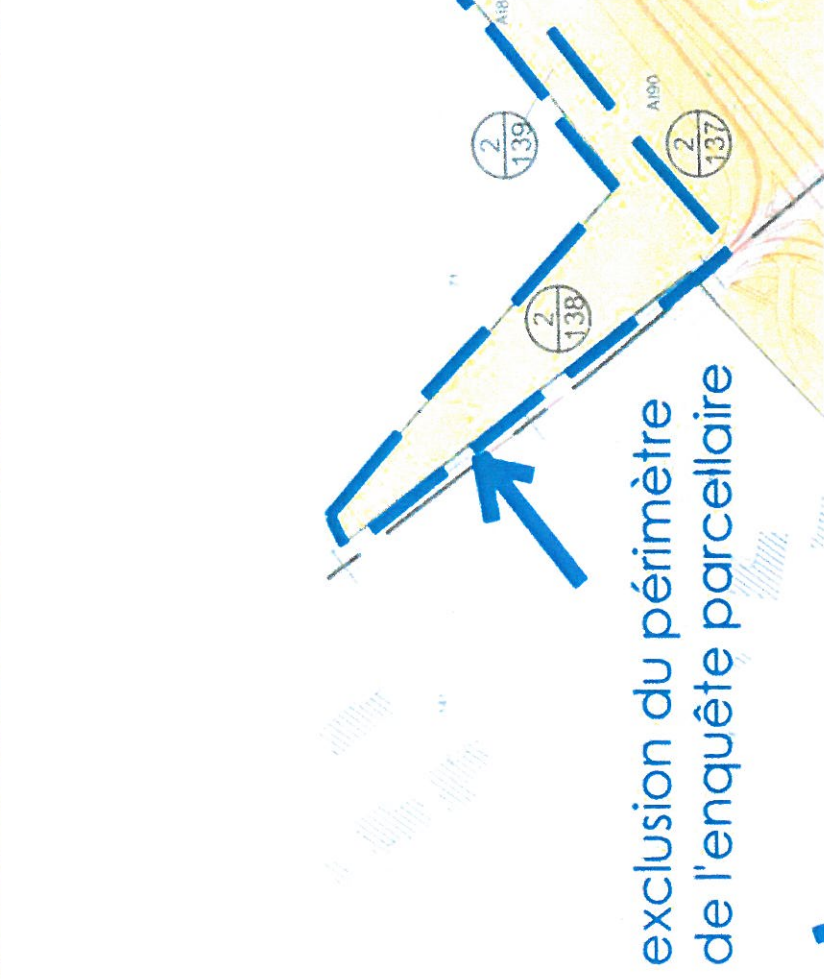 2
139
A190
2
137
2
138
exclusion du périmètre
de l'enquête parcellaire